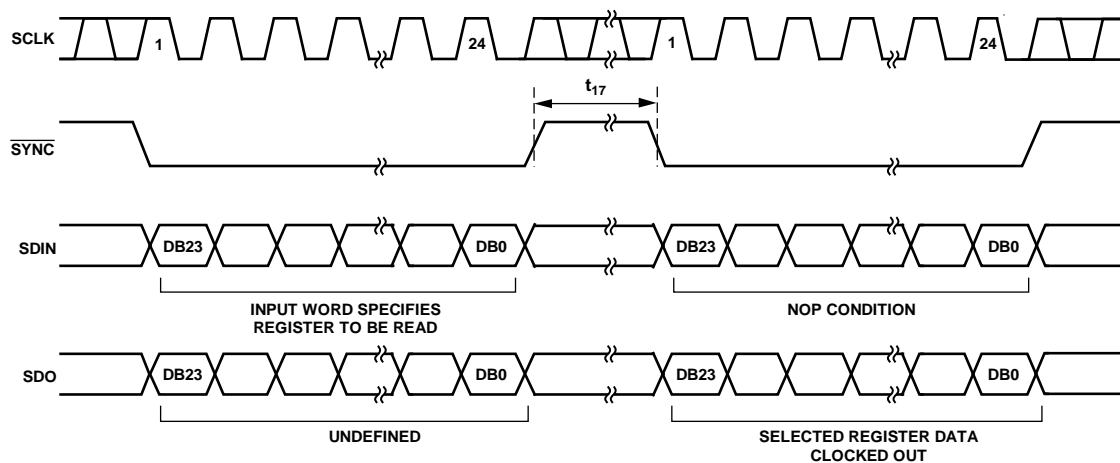 SCLK
1
24
1
24
t17
SYNC
SDIN
DB23
DB0
DB23
DB0
INPUT WORD SPECIFIES
REGISTER TO BE READ
NOP CONDITION
SDO
DB23
DB0
DB23
DB0
UNDEFINED
SELECTED REGISTER DATA
CLOCKED OUT